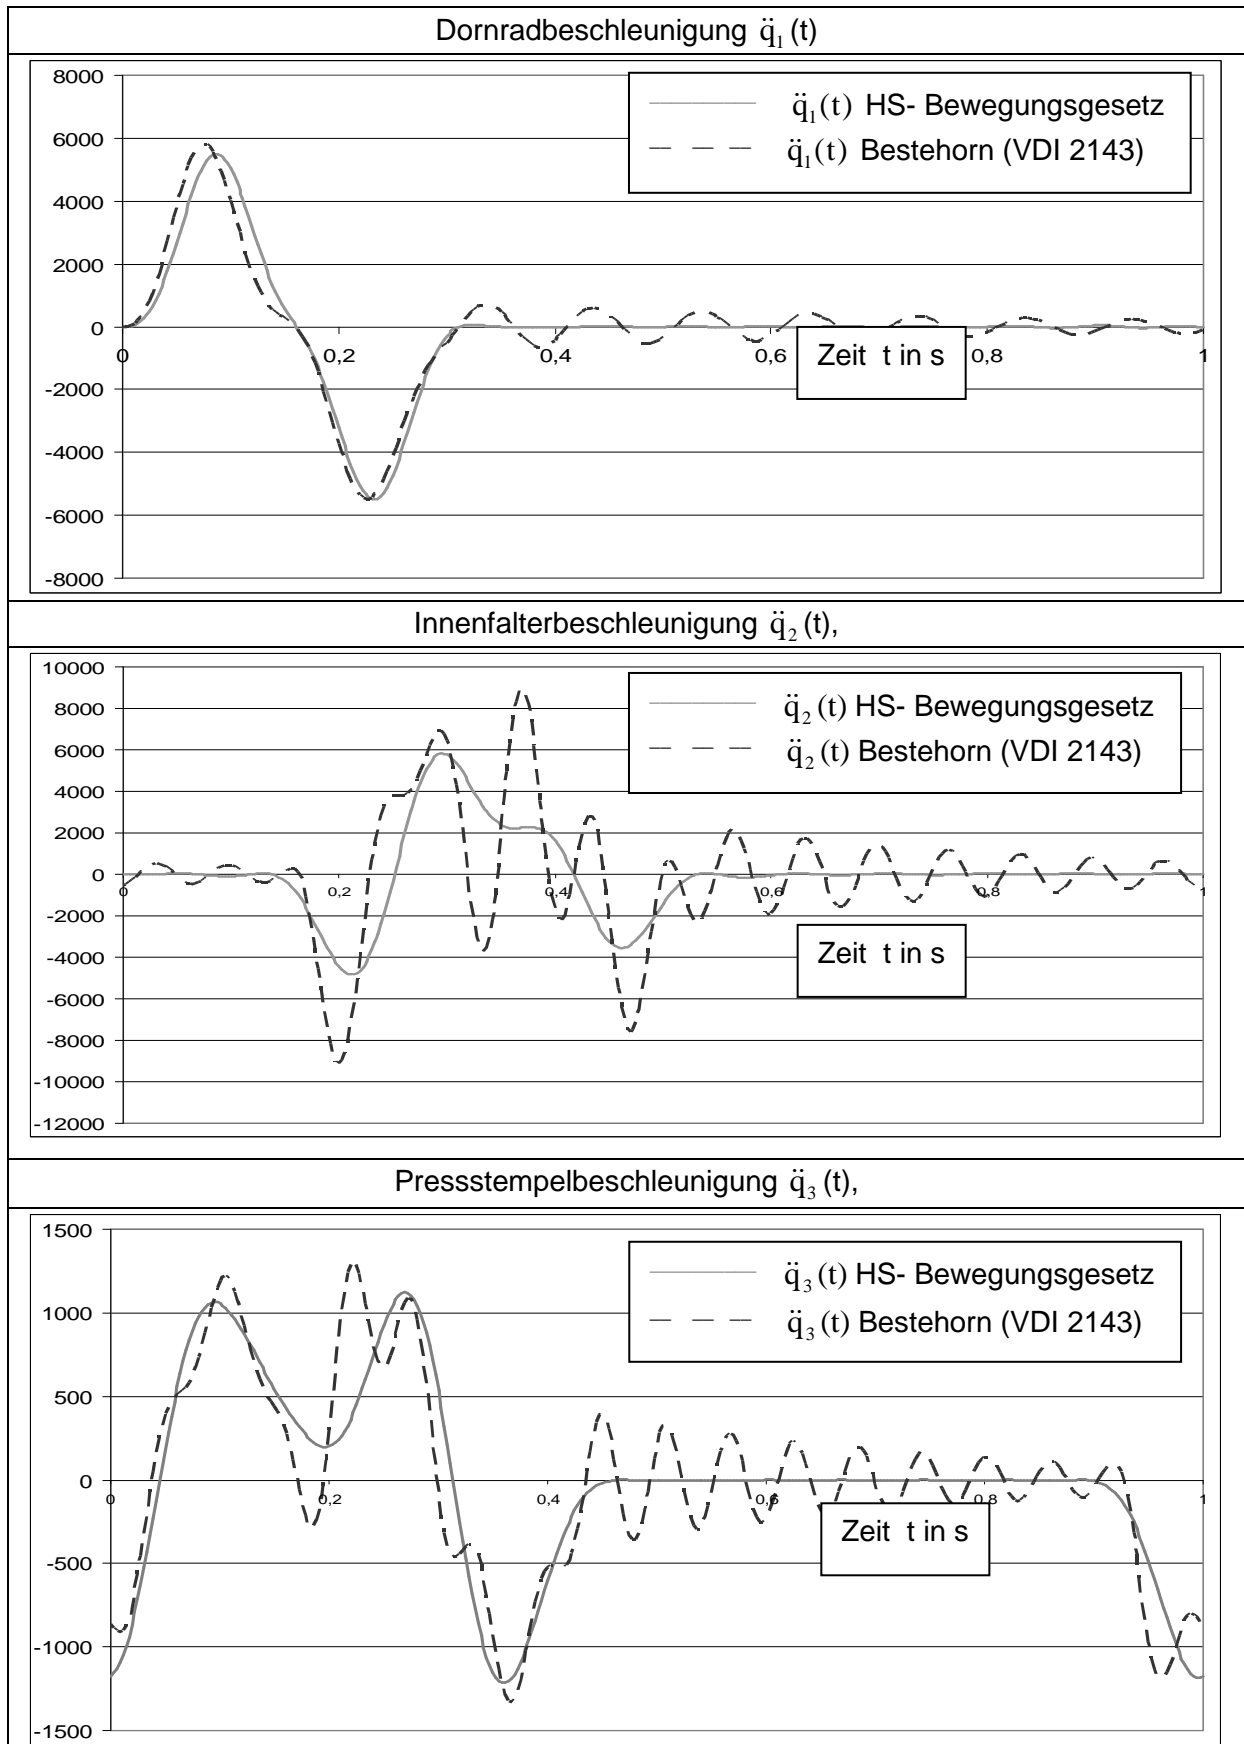 Dornradbeschleunigung q̈₁(t)
8000
6000
4000
2000
0
-2000
-4000
-6000
-8000
0 0,2 0,4 0,6 0,8 1
q̈₁(t) HS- Bewegungsgesetz
q̈₁(t) Bestehorn (VDI 2143)
Zeit t in s
Innenfalterbeschleunigung q̈₂(t),
10000
8000
6000
4000
2000
0
-2000
-4000
-6000
-8000
-10000
-12000
0 0,2 0,4 0,6 0,8 1
q̈₂(t) HS- Bewegungsgesetz
q̈₂(t) Bestehorn (VDI 2143)
Zeit t in s
Pressstempelbeschleunigung q̈₃(t),
1500
1000
500
0
-500
-1000
-1500
0 0,2 0,4 0,6 0,8 1
q̈₃(t) HS- Bewegungsgesetz
q̈₃(t) Bestehorn (VDI 2143)
Zeit t in s